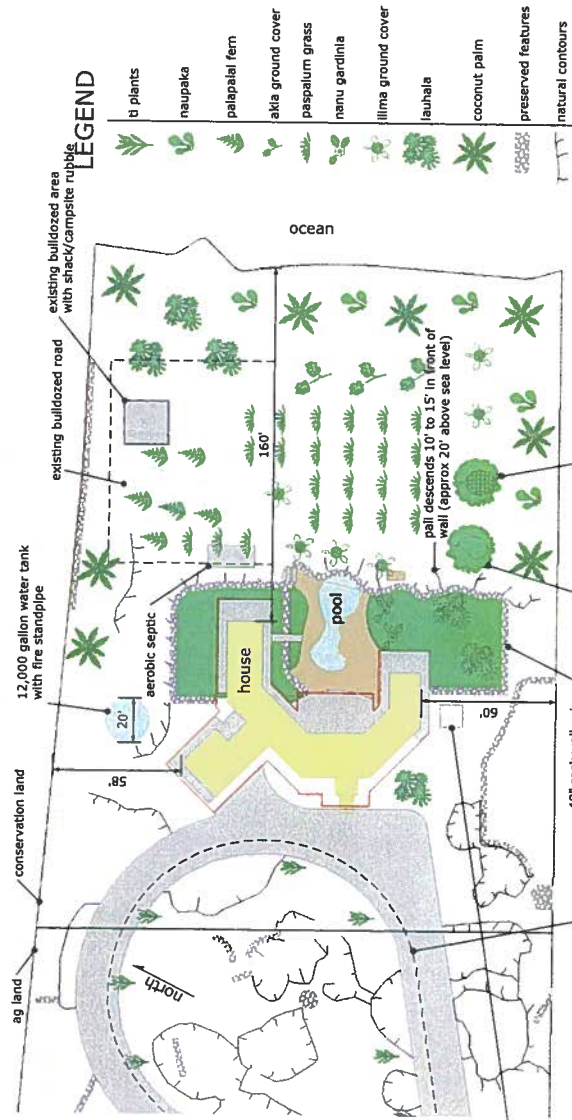 LEGEND
ti plants
naupaka
palapalal fern
akia ground cover
paspalum grass
nanu gardinia
ilima ground cover
lauhala
coconut palm
preserved features
natural contours
existing bulldozed area
with shack/campsite rubble
existing bulldozed road
12,000 gallon water tank
with fire standpipe
conservation land
ag land
ocean
160'
aerobic septic
20'
58'
house
pool
pali descends 10' to 15' in front of
wall (approx 20' above sea level)
60'
north